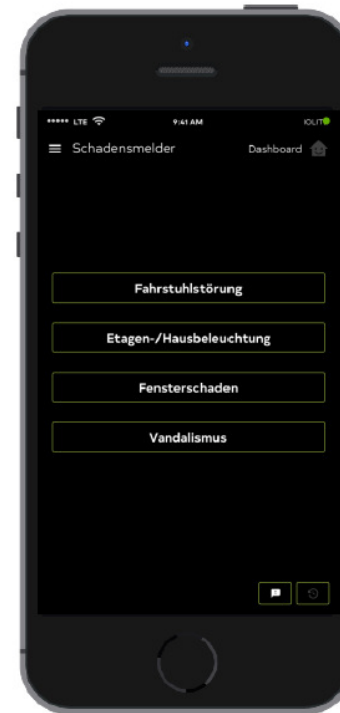 LTE 9:41 AM IOLIT
Schadensmelder Dashboard
Fahrstuhlstörung
Etagen-/Hausbeleuchtung
Fensterschaden
Vandalismus